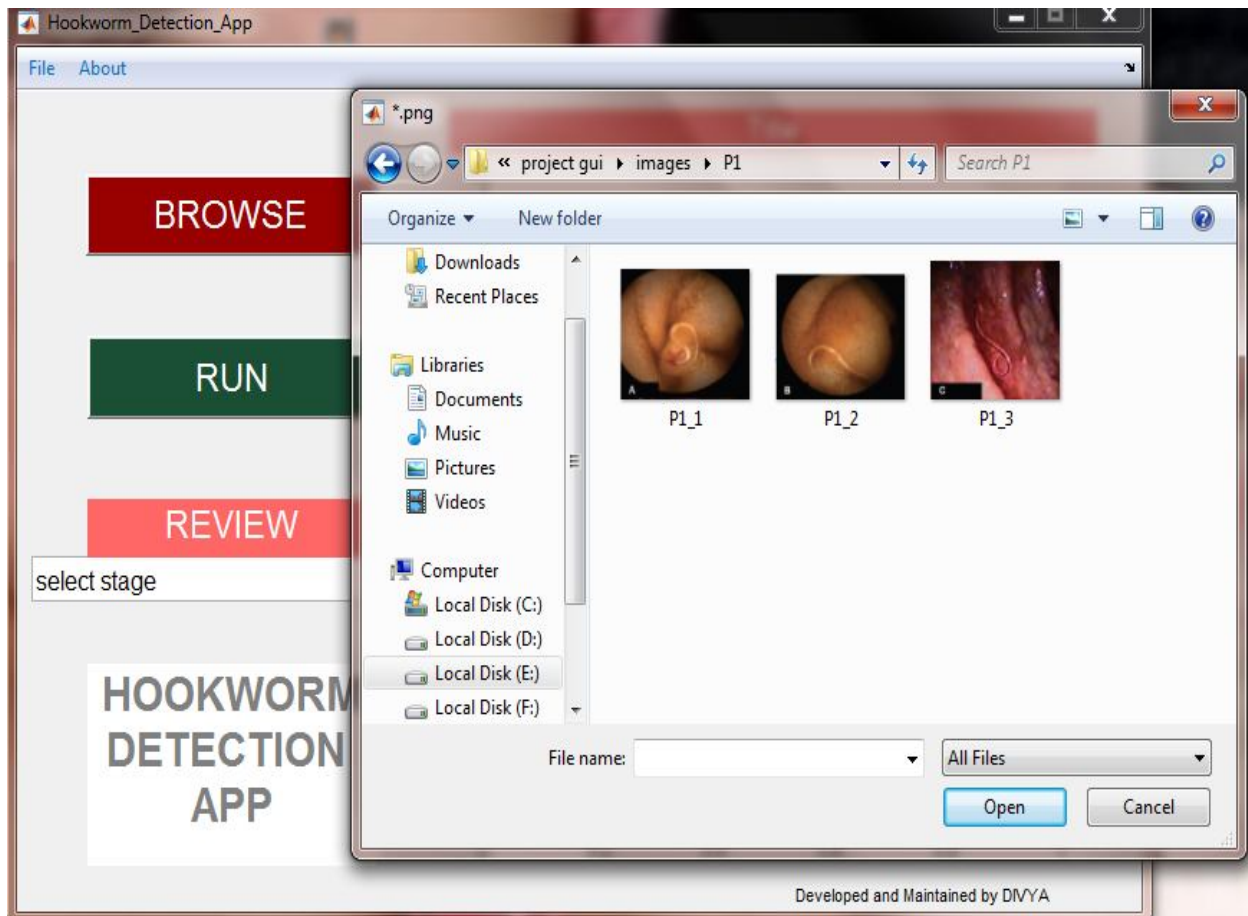 Hookworm_Detection_App
File About
BROWSE
RUN
REVIEW
select stage
HOOKWORM
DETECTION
APP
Developed and Maintained by DIVYA
*.png
« project gui images P1
Search P1
Organize New folder
Downloads
Recent Places
Libraries
Documents
Music
Pictures
Videos
Computer
Local Disk (C:)
Local Disk (D:)
Local Disk (E:)
Local Disk (F:)
A
B
C
P1_1
P1_2
P1_3
File name:
All Files
Open Cancel